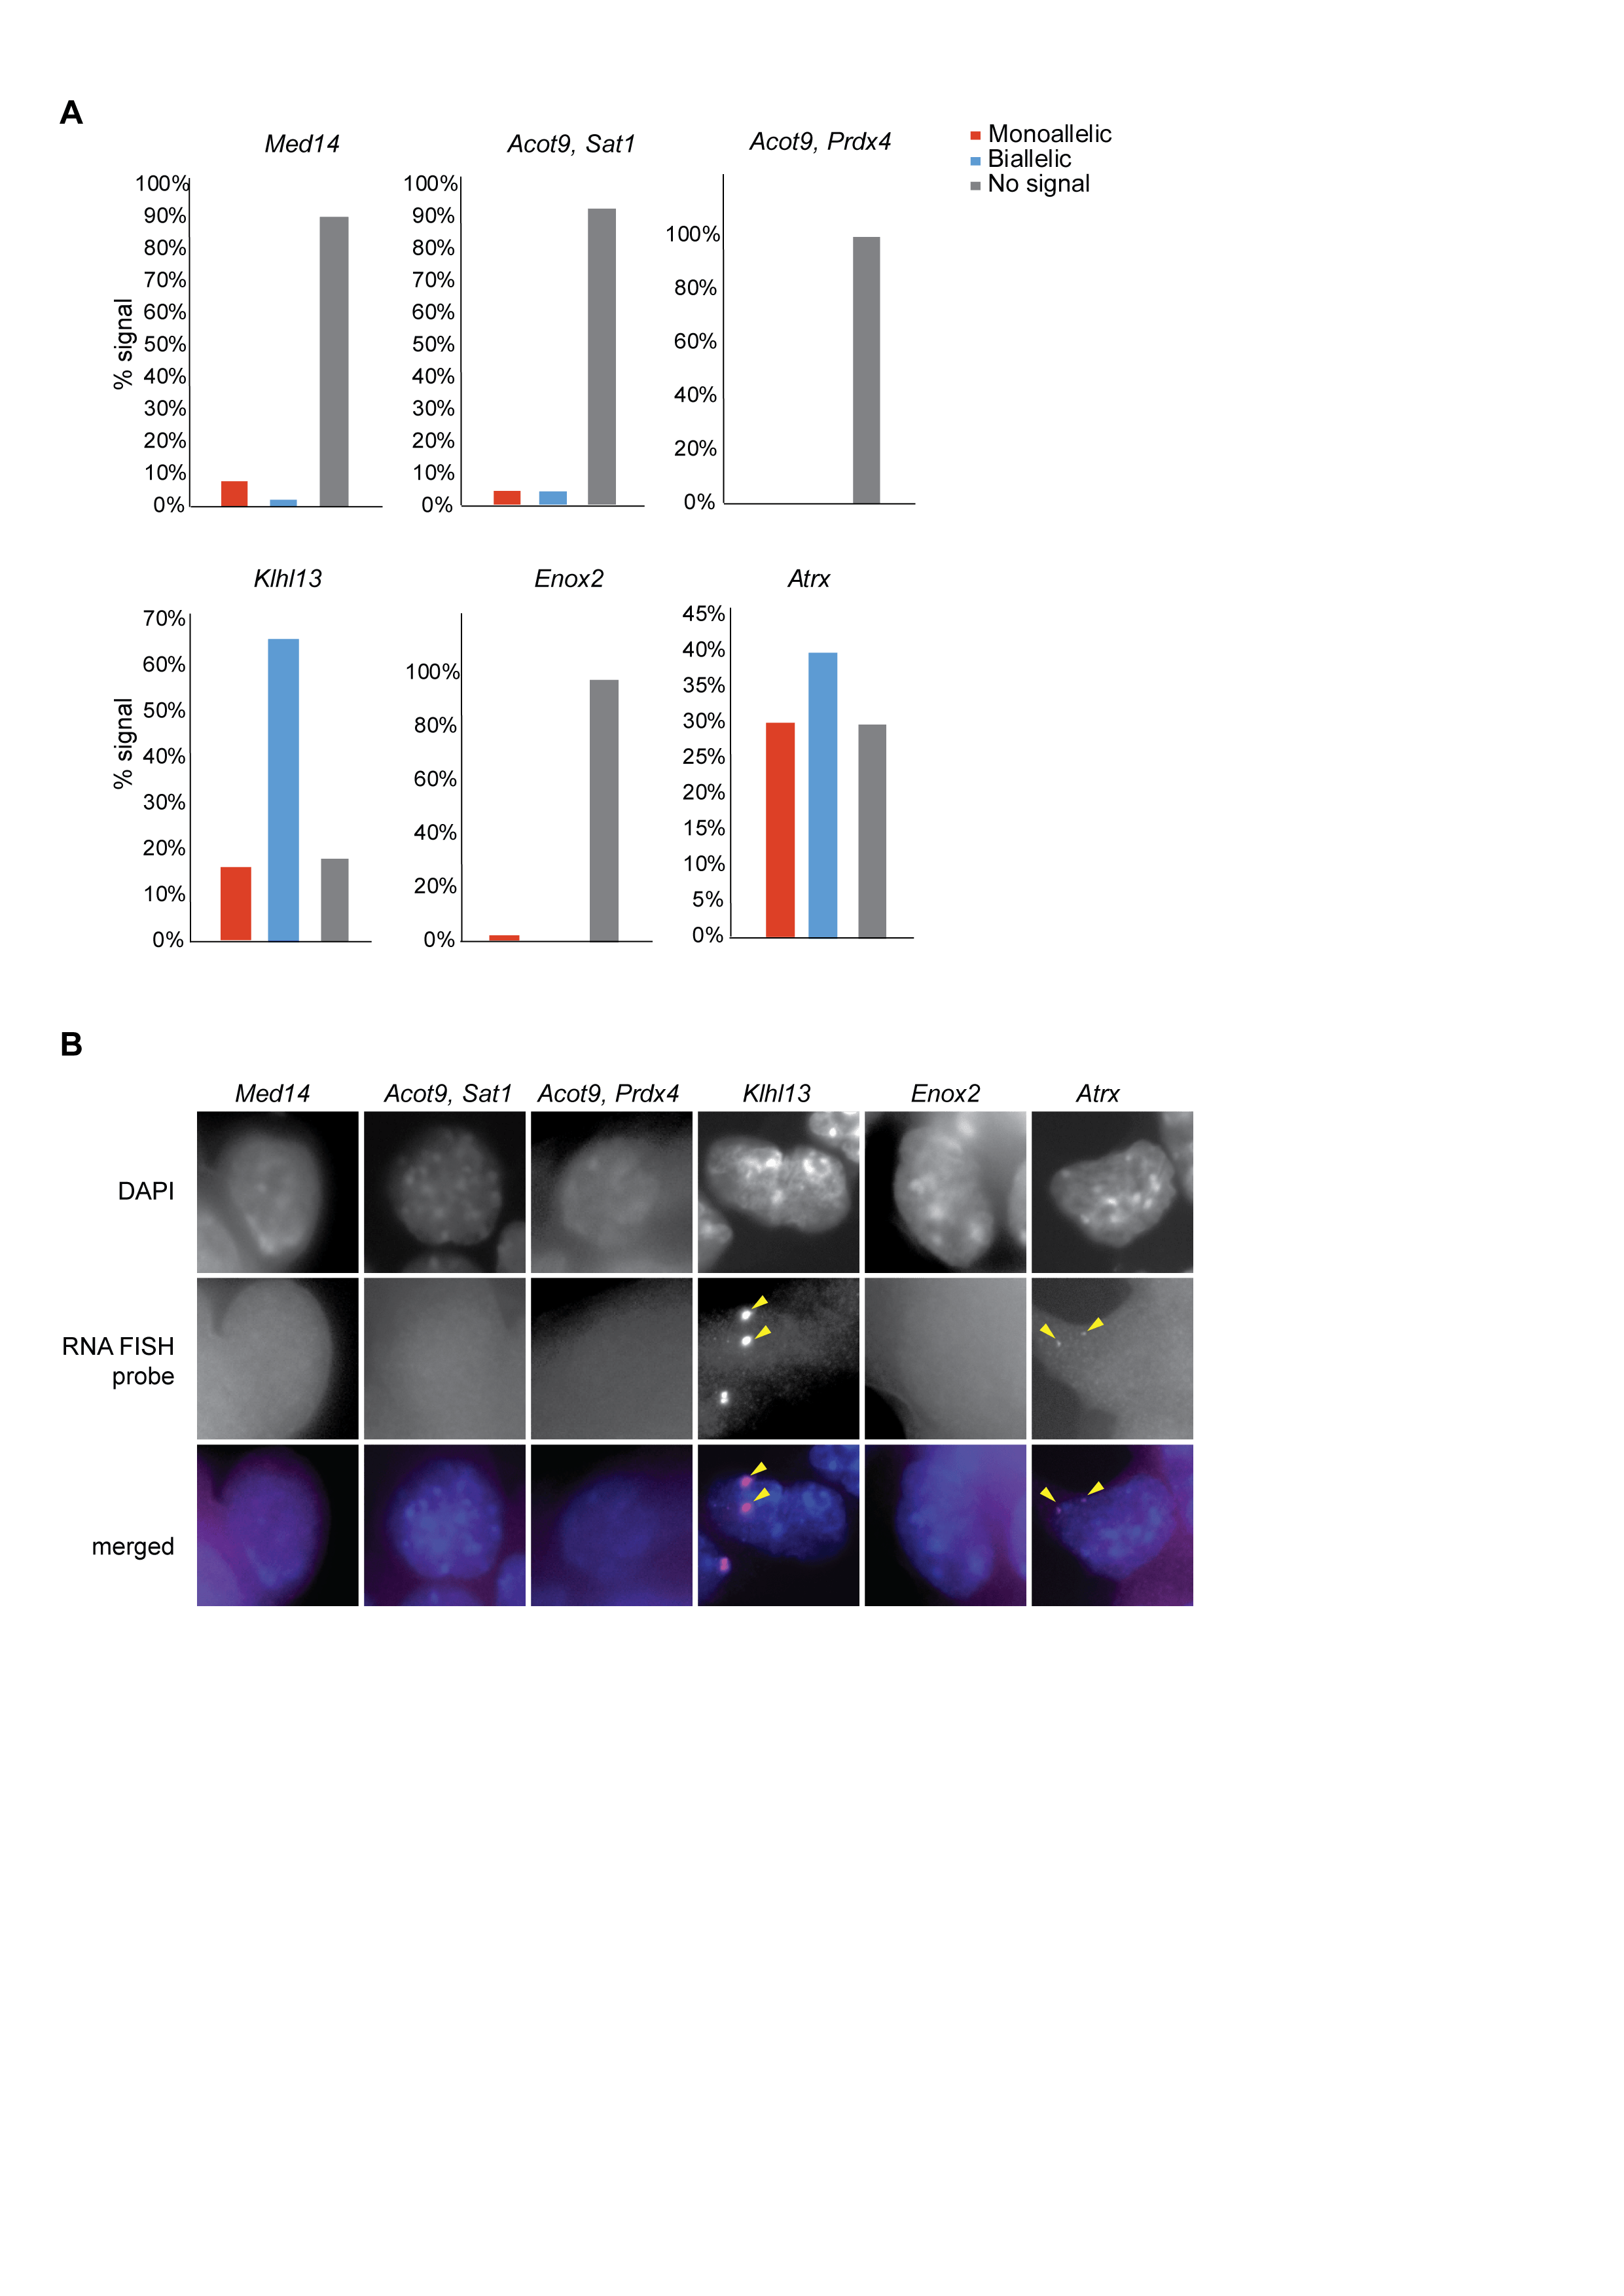 A
Med14
Acot9, Sat1
Acot9, Prdx4
Monoallelic
Biallelic
No signal
% signal
100%
90%
80%
70%
60%
50%
40%
30%
20%
10%
0%
100%
90%
80%
70%
60%
50%
40%
30%
20%
10%
0%
100%
80%
60%
40%
20%
0%
Klhl13
Enox2
Atrx
% signal
70%
60%
50%
40%
30%
20%
10%
0%
100%
80%
60%
40%
20%
0%
45%
40%
35%
30%
25%
20%
15%
10%
5%
0%
B
Med14
Acot9, Sat1
Acot9, Prdx4
Klhl13
Enox2
Atrx
DAPI
RNA FISH
probe
merged